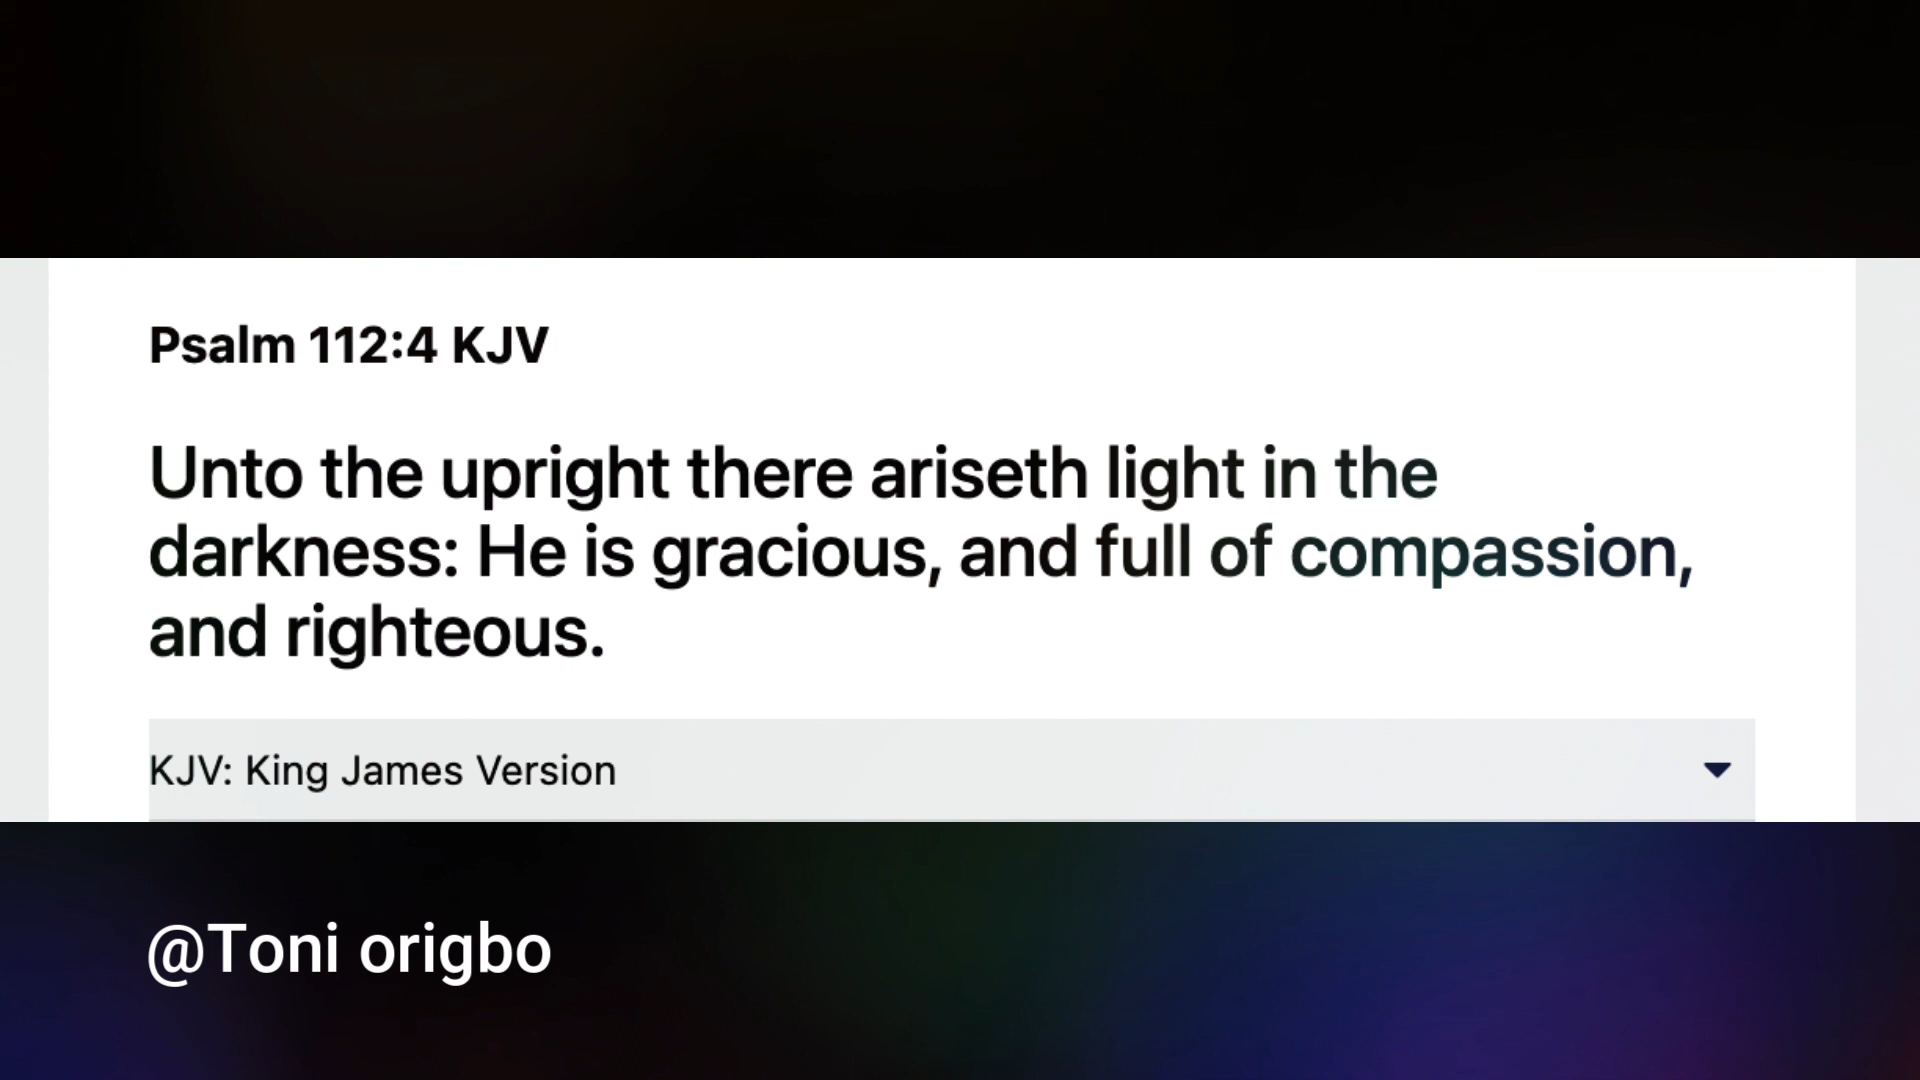 Psalm 112:4 KJV
Unto the upright there ariseth light in the
darkness: He is gracious, and full of compassion,
and righteous.
KJV: King James Version
@Toni origbo